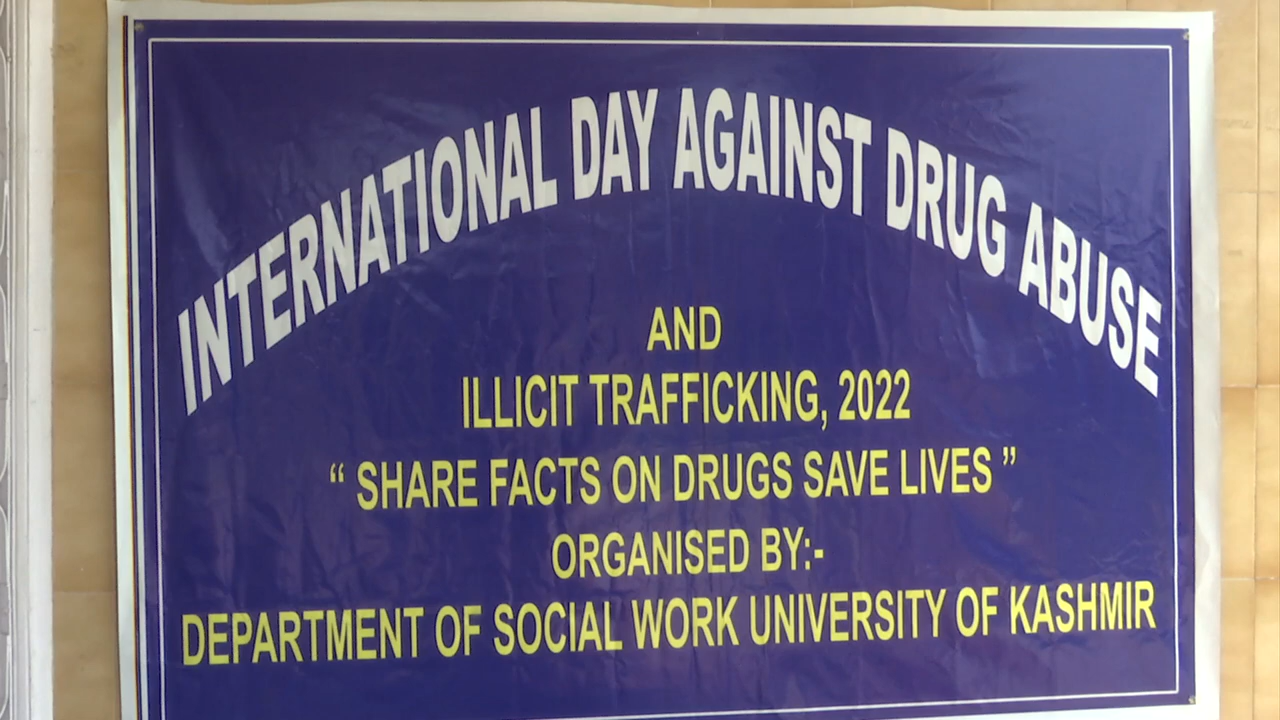 INTERNATIONAL DAY AGAINST DRUG ABUSE
AND
ILLICIT TRAFFICKING, 2022
“ SHARE FACTS ON DRUGS SAVE LIVES ”
ORGANISED BY:-
DEPARTMENT OF SOCIAL WORK UNIVERSITY OF KASHMIR